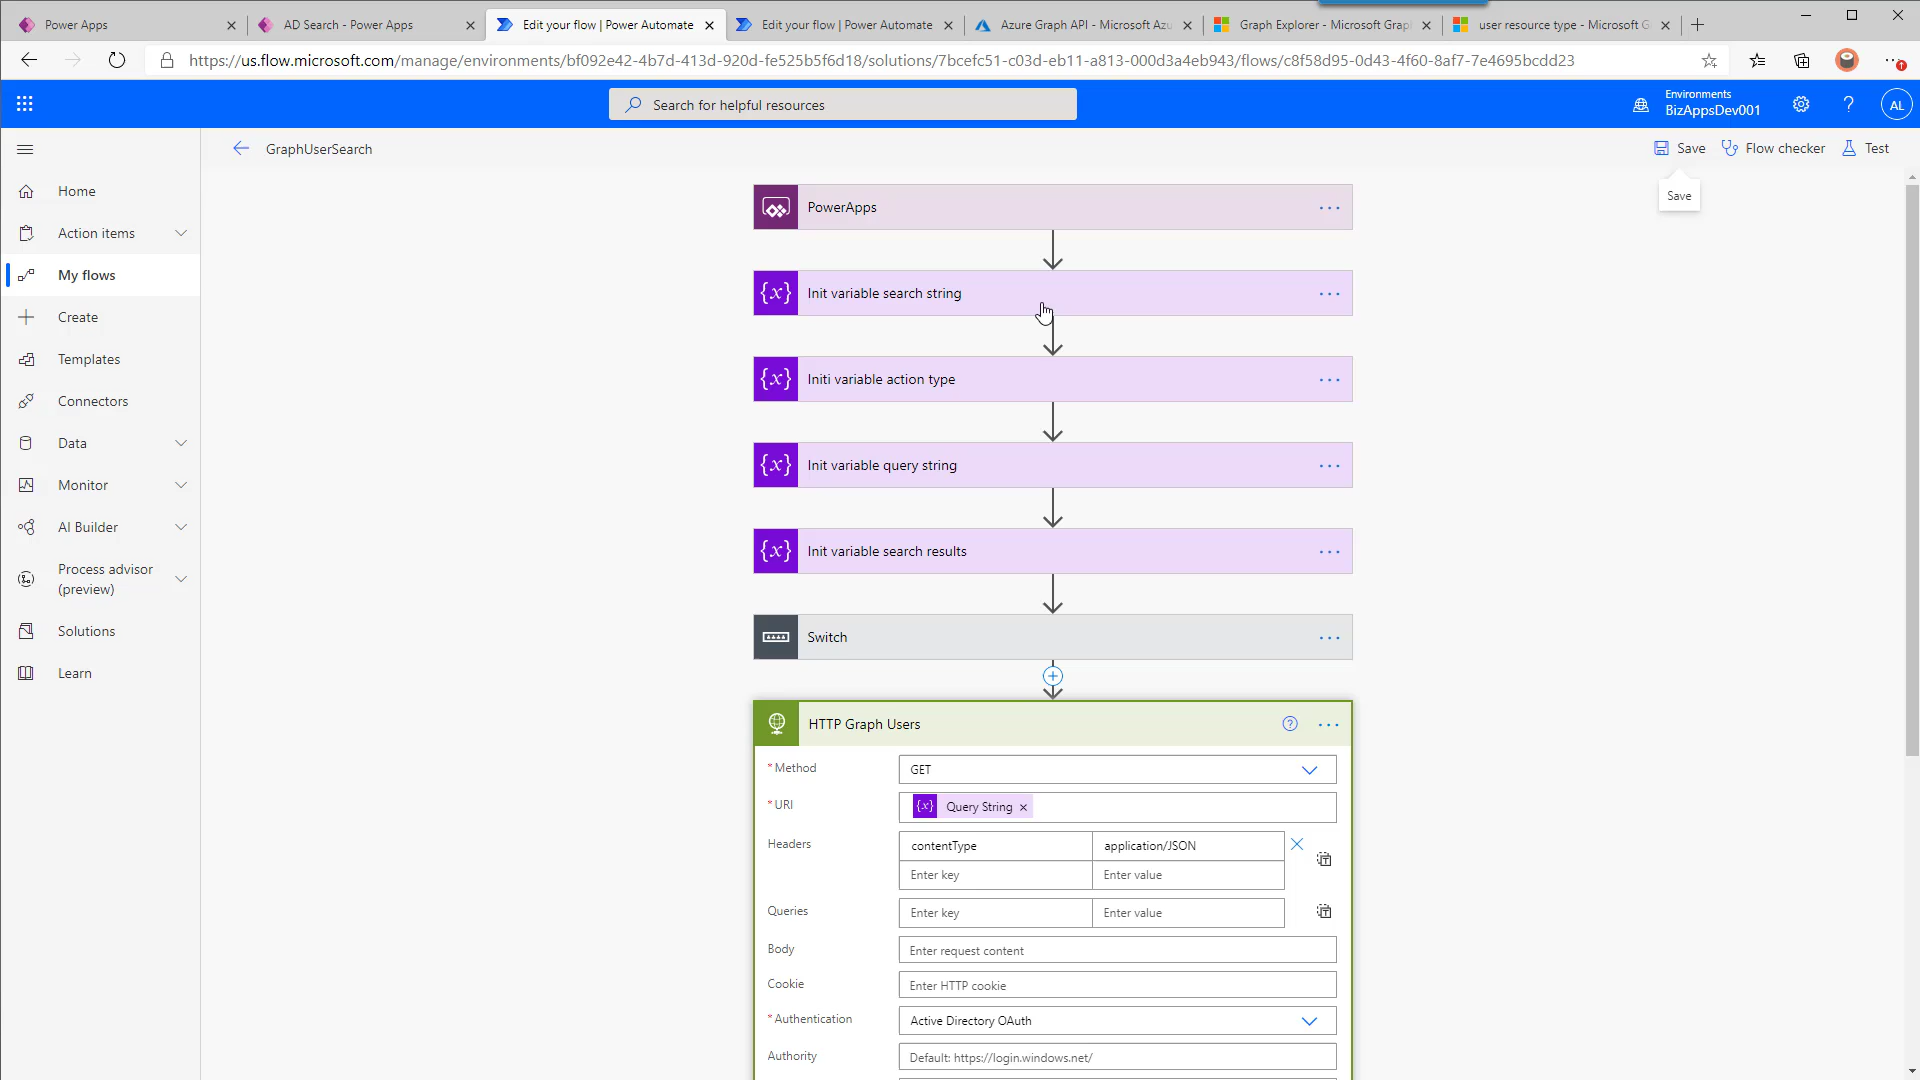 Power Apps
AD Search - Power Apps
Edit your flow | Power Automate
Edit your flow | Power Automate
Azure Graph API - Microsoft Azu
Graph Explorer - Microsoft Grap
user resource type - Microsoft G
https://us.flow.microsoft.com/manage/environments/bf092e42-4b7d-413d-920d-fe525b5f6d18/solutions/7bcefc51-c03d-eb11-a813-000d3a4eb943/flows/c8f58d95-0d43-4f60-8af7-7e4695bcdd23
Search for helpful resources
Environments
BizAppsDev001
?
AL
GraphUserSearch
Save
Flow checker
Test
Save
Home
Action items
My flows
Create
Templates
Connectors
Data
Monitor
AI Builder
Process advisor
(preview)
Solutions
Learn
PowerApps
{x} Init variable search string
{x} Initi variable action type
{x} Init variable query string
{x} Init variable search results
Switch
HTTP Graph Users
* Method
GET
* URI
{x} Query String ×
Headers
contentType
application/JSON
Enter key
Enter value
Queries
Enter key
Enter value
Body
Enter request content
Cookie
Enter HTTP cookie
* Authentication
Active Directory OAuth
Authority
Default: https://login.windows.net/